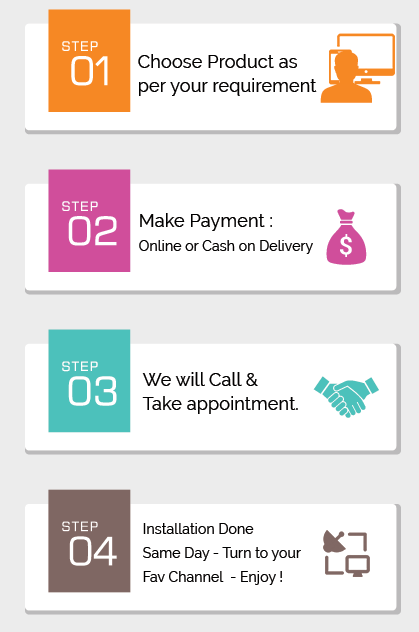 STEP
01
Choose Product as
per your requirement
STEP
02
Make Payment :
Online or Cash on Delivery
$
STEP
03
We will Call &
Take appointment.
STEP
04
Installation Done
Same Day - Turn to your
Fav Channel - Enjoy !